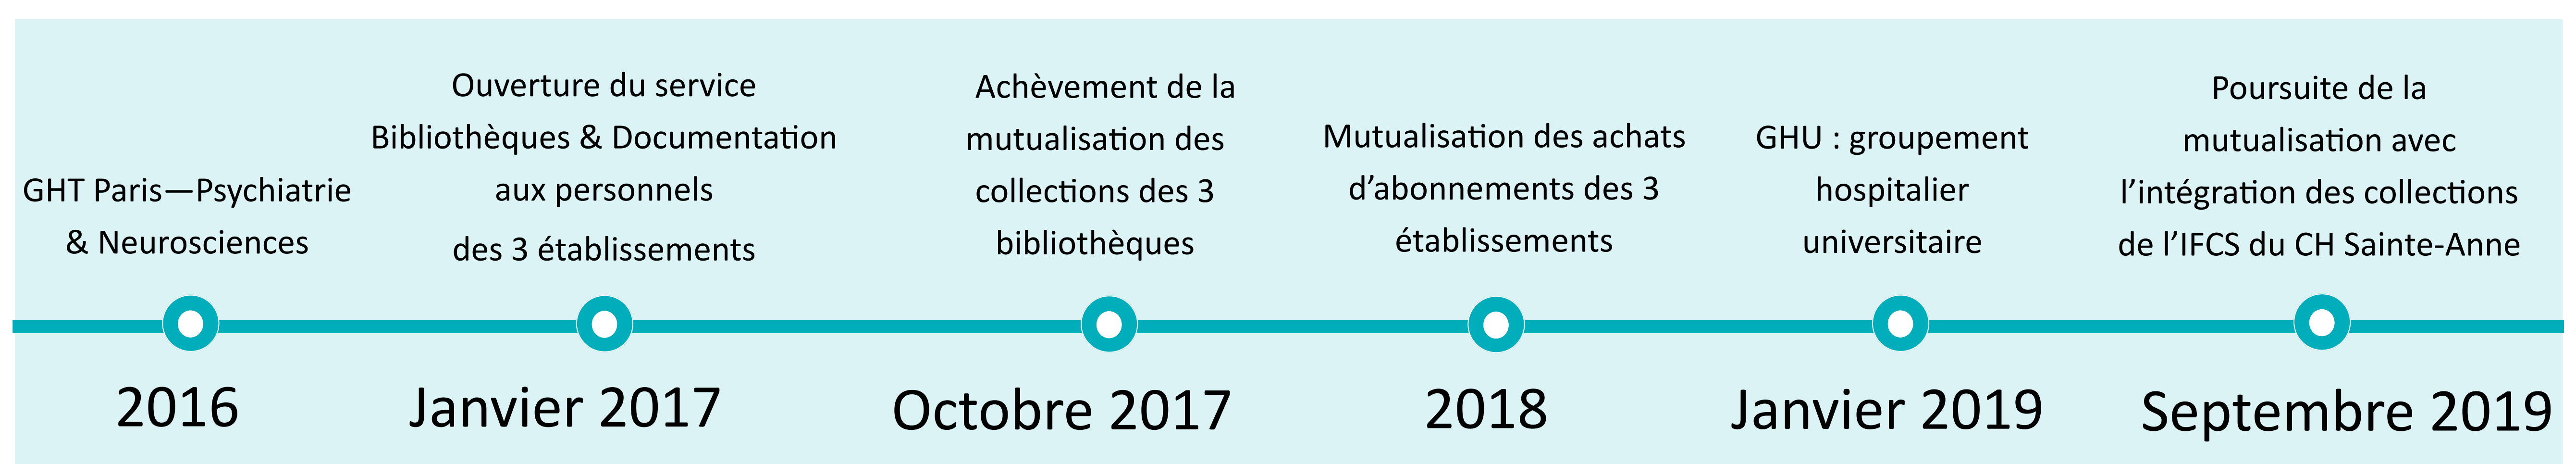 GHT Paris—Psychiatrie
& Neurosciences
2016
Ouverture du service
Bibliothèques & Documentation
aux personnels
des 3 établissements
Janvier 2017
Achèvement de la
mutualisation des
collections des 3
bibliothèques
Octobre 2017
Mutualisation des achats
d’abonnements des 3
établissements
2018
GHU : groupement
hospitalier
universitaire
Janvier 2019
Poursuite de la
mutualisation avec
l’intégration des collections
de l’IFCS du CH Sainte-Anne
Septembre 2019